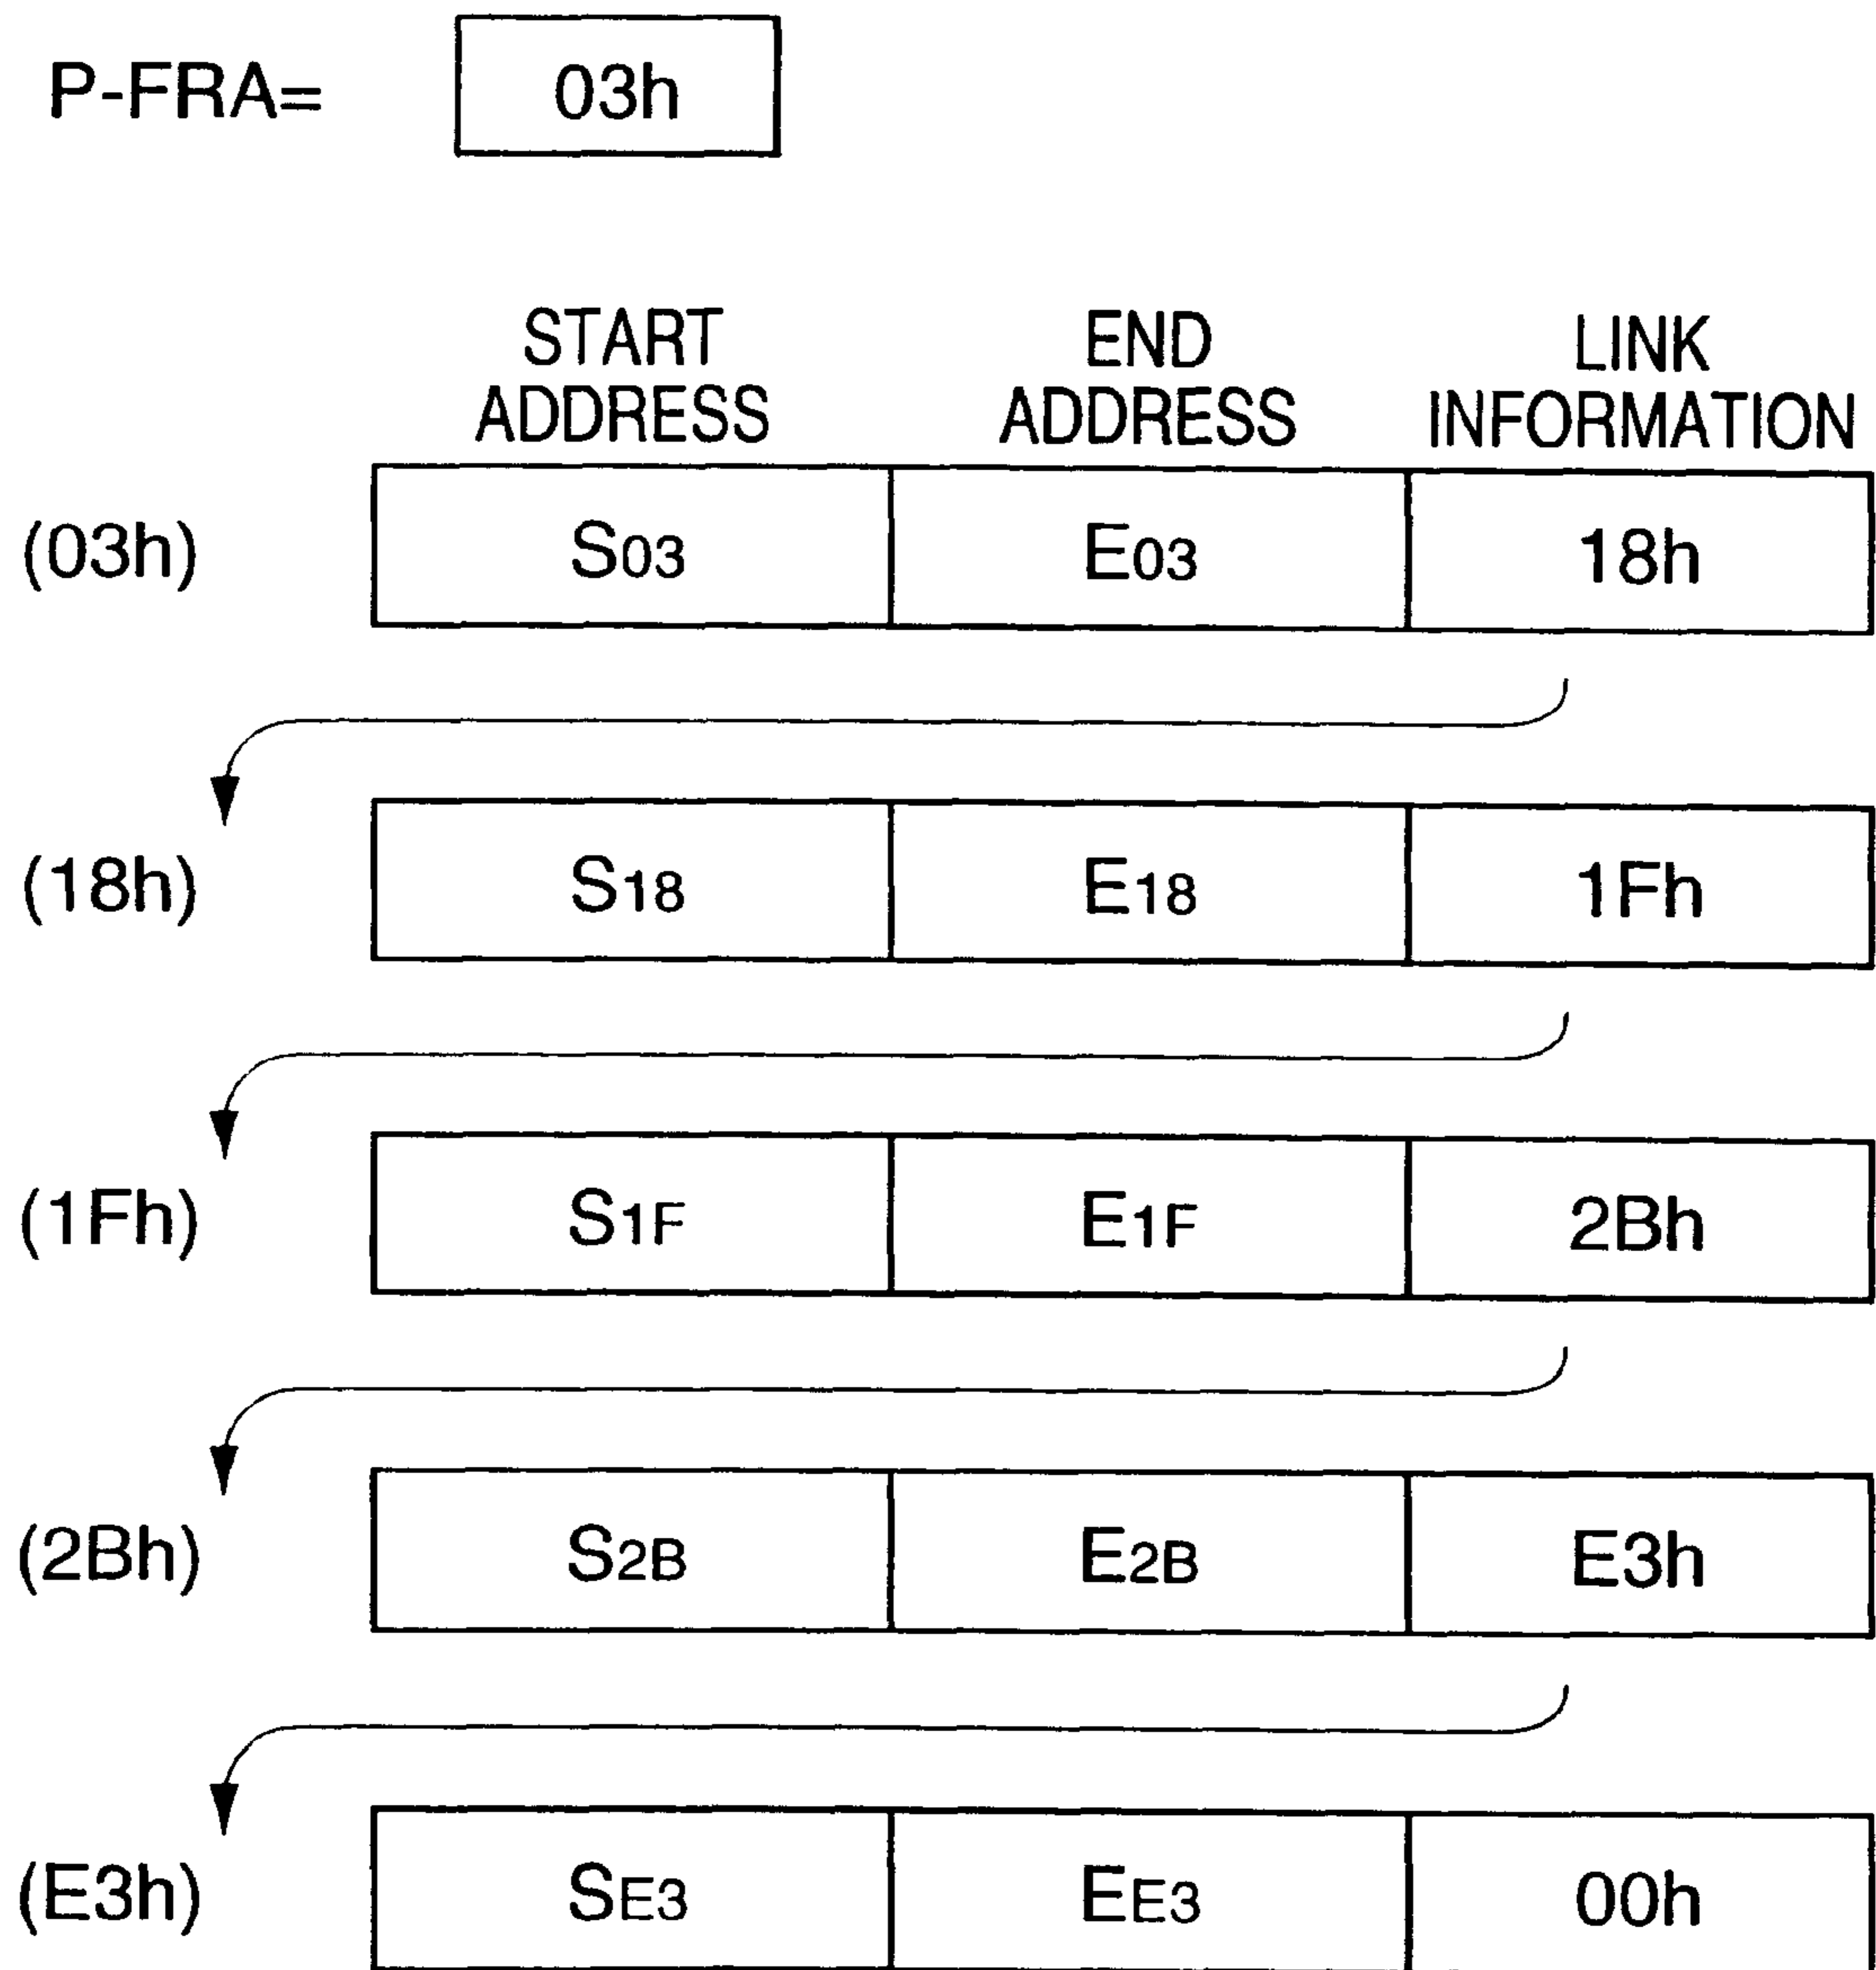 P-FRA= 03h
START ADDRESS END ADDRESS LINK INFORMATION
(03h) S03 E03 18h
(18h) S18 E18 1Fh
(1Fh) S1F E1F 2Bh
(2Bh) S2B E2B E3h
(E3h) SE3 EE3 00h